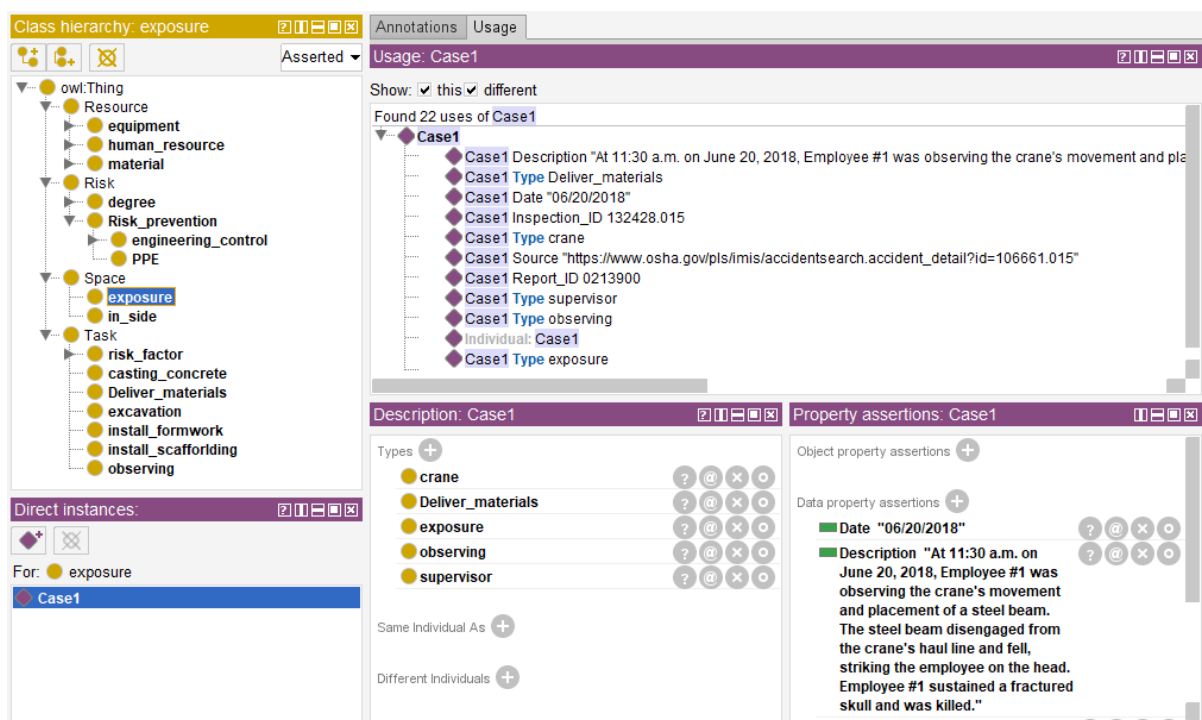 Class hierarchy: exposure
Asserted
owl:Thing
Resource
equipment
human_resource
material
Risk
degree
Risk_prevention
engineering_control
PPE
Space
exposure
in_side
Task
risk_factor
casting_concrete
Deliver_materials
excavation
install_formwork
install_scafforlding
observing
Direct instances:
For: exposure
Case1
Annotations Usage
Usage: Case1
Show: this different
Found 22 uses of Case1
Case1
Case1 Description "At 11:30 a.m. on June 20, 2018, Employee #1 was observing the crane's movement and pla
Case1 Type Deliver_materials
Case1 Date "06/20/2018"
Case1 Inspection_ID 132428.015
Case1 Type crane
Case1 Source "https://www.osha.gov/pls/imis/accidentsearch.accident_detail?id=106661.015"
Case1 Report_ID 0213900
Case1 Type supervisor
Case1 Type observing
Individual: Case1
Case1 Type exposure
Description: Case1
Types
crane
Deliver_materials
exposure
observing
supervisor
Same Individual As
Different Individuals
Property assertions: Case1
Object property assertions
Data property assertions
Date "06/20/2018"
Description "At 11:30 a.m. on
June 20, 2018, Employee #1 was
observing the crane's movement
and placement of a steel beam.
The steel beam disengaged from
the crane's haul line and fell,
striking the employee on the head.
Employee #1 sustained a fractured
skull and was killed."